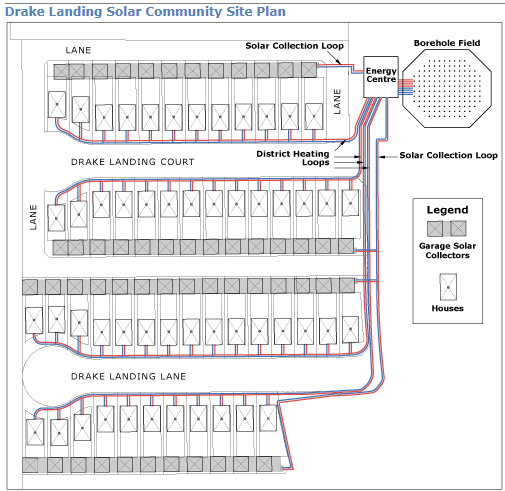 Drake Landing Solar Community Site Plan
LANE
Solar Collection Loop
Borehole Field
Energy
Centre
LANE
District Heating
Loops
Solar Collection Loop
DRAKE LANDING COURT
LANE
Legend
Garage Solar
Collectors
Houses
DRAKE LANDING LANE